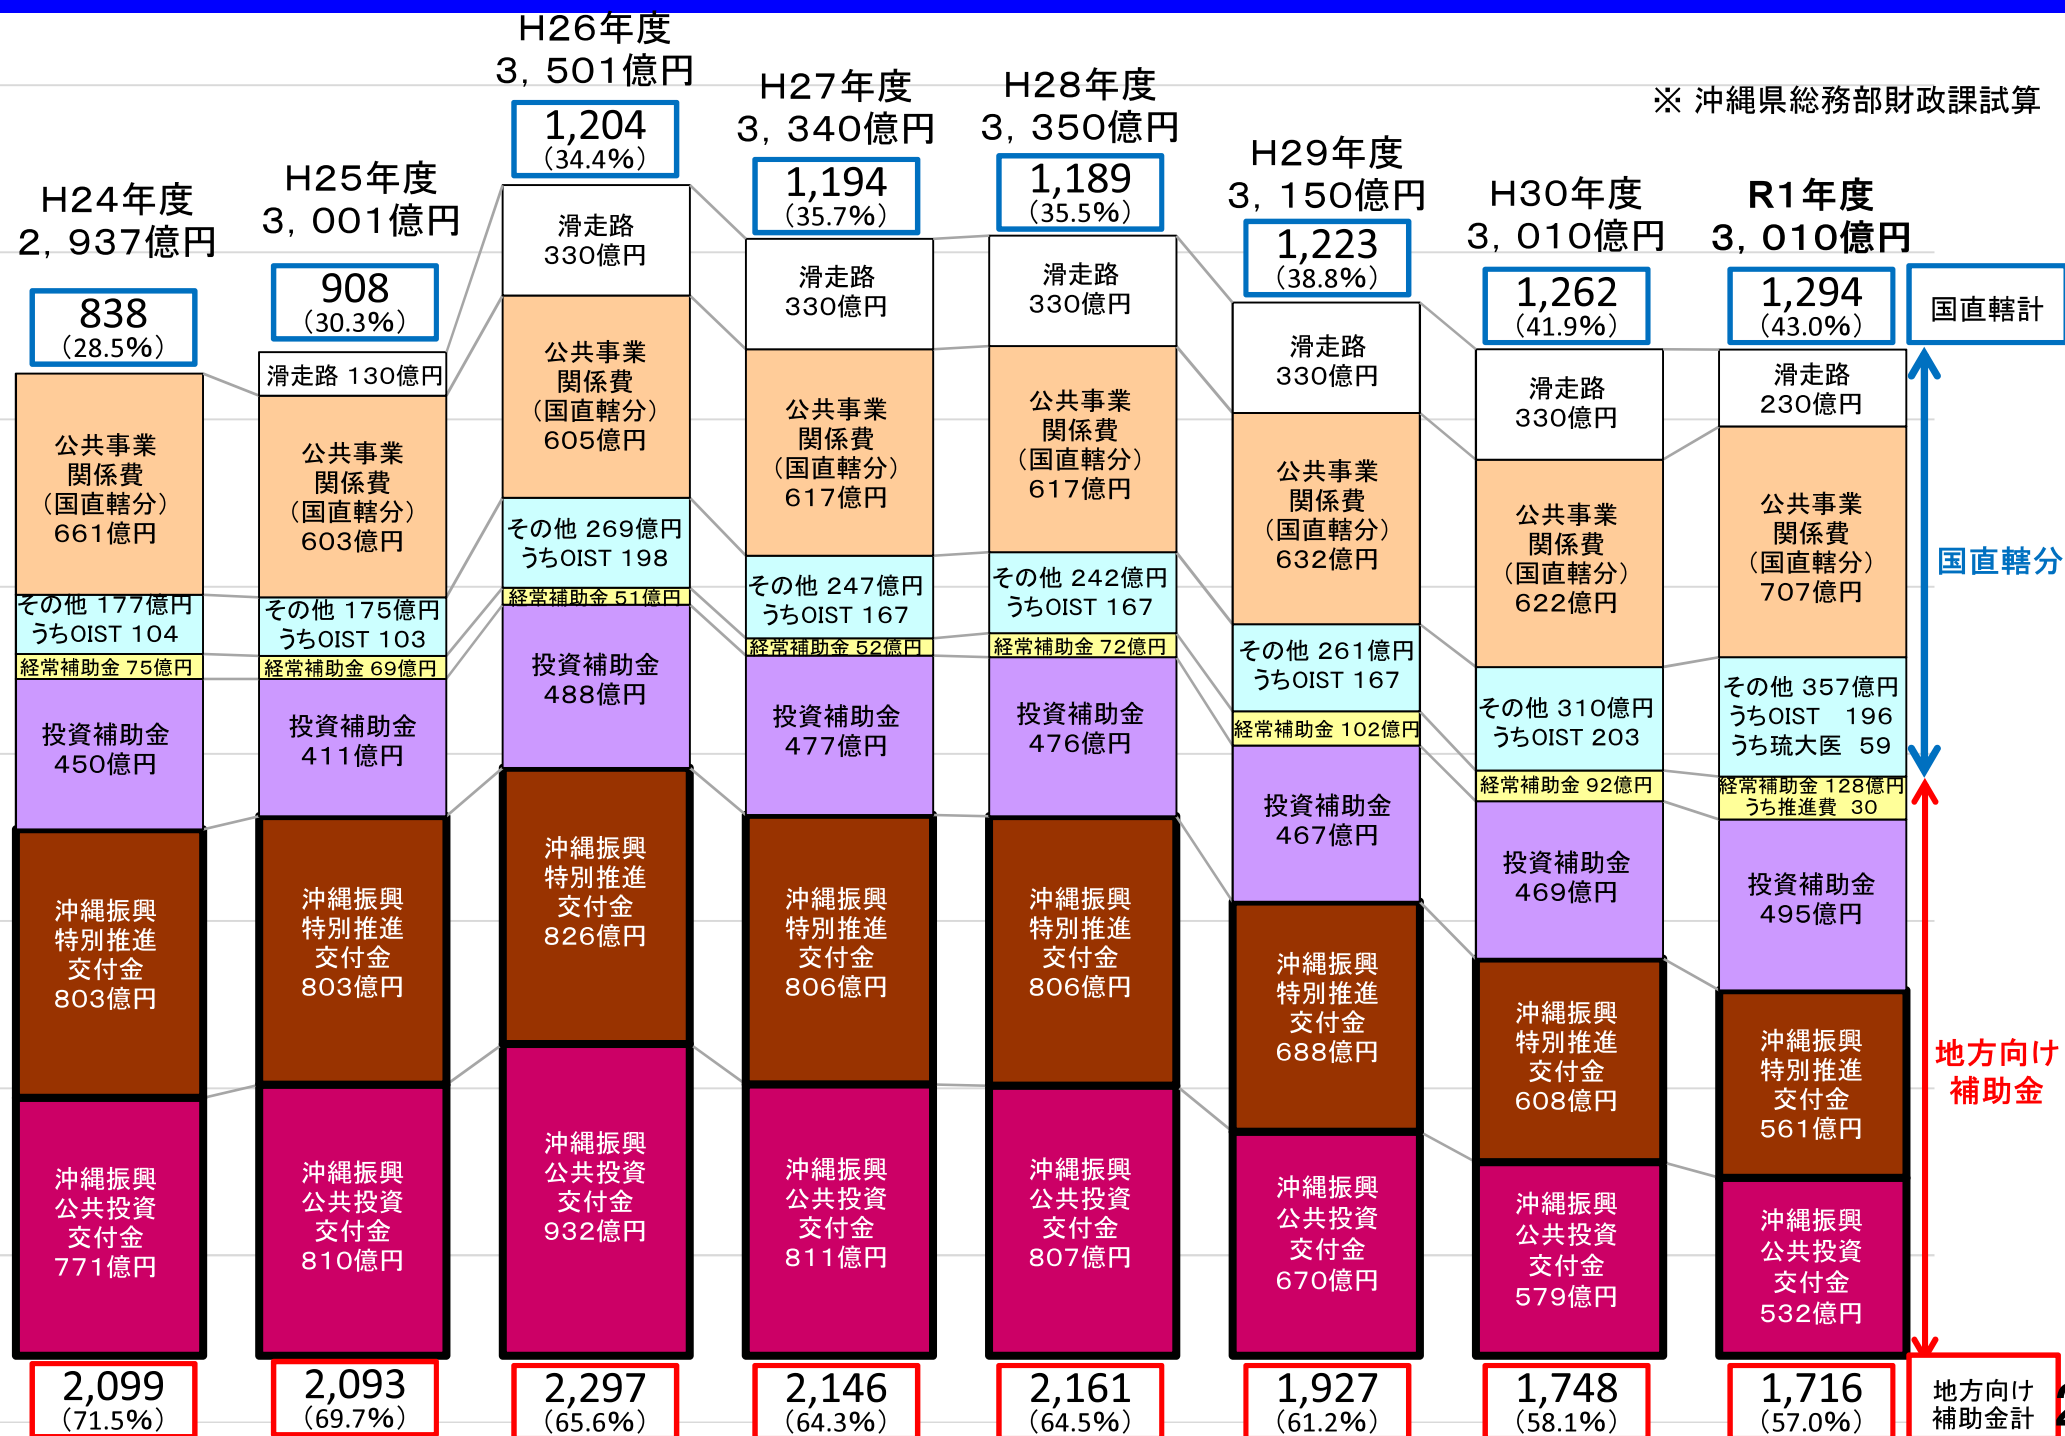 ※ 沖縄県総務部財政課試算
H24年度
2, 937億円
838
(28.5%)
公共事業
関係費
(国直轄分)
661億円
その他 177億円
うちOIST 104
経常補助金 75億円
投資補助金
450億円
沖縄振興
特別推進
交付金
803億円
沖縄振興
公共投資
交付金
771億円
2,099
(71.5%)
H25年度
3, 001億円
908
(30.3%)
滑走路 130億円
公共事業
関係費
(国直轄分)
603億円
その他 175億円
うちOIST 103
経常補助金 69億円
投資補助金
411億円
沖縄振興
特別推進
交付金
803億円
沖縄振興
公共投資
交付金
810億円
2,093
(69.7%)
H26年度
3, 501億円
1,204
(34.4%)
滑走路
330億円
公共事業
関係費
(国直轄分)
605億円
その他 269億円
うちOIST 198
経常補助金 51億円
投資補助金
488億円
沖縄振興
特別推進
交付金
826億円
沖縄振興
公共投資
交付金
932億円
2,297
(65.6%)
H27年度
3, 340億円
1,194
(35.7%)
滑走路
330億円
公共事業
関係費
(国直轄分)
617億円
その他 247億円
うちOIST 167
経常補助金 52億円
投資補助金
477億円
沖縄振興
特別推進
交付金
806億円
沖縄振興
公共投資
交付金
811億円
2,146
(64.3%)
H28年度
3, 350億円
1,189
(35.5%)
滑走路
330億円
公共事業
関係費
(国直轄分)
617億円
その他 242億円
うちOIST 167
経常補助金 72億円
投資補助金
476億円
沖縄振興
特別推進
交付金
806億円
沖縄振興
公共投資
交付金
807億円
2,161
(64.5%)
H29年度
3, 150億円
1,223
(38.8%)
滑走路
330億円
公共事業
関係費
(国直轄分)
632億円
その他 261億円
うちOIST 167
経常補助金 102億円
投資補助金
467億円
沖縄振興
特別推進
交付金
688億円
沖縄振興
公共投資
交付金
670億円
1,927
(61.2%)
H30年度
3, 010億円
1,262
(41.9%)
滑走路
330億円
公共事業
関係費
(国直轄分)
622億円
その他 310億円
うちOIST 203
経常補助金 92億円
投資補助金
469億円
沖縄振興
特別推進
交付金
608億円
沖縄振興
公共投資
交付金
579億円
1,748
(58.1%)
R1年度
3, 010億円
1,294
(43.0%)
滑走路
230億円
公共事業
関係費
(国直轄分)
707億円
その他 357億円
うちOIST 196
うち琉大医 59
経常補助金 128億円
うち推進費 30
投資補助金
495億円
沖縄振興
特別推進
交付金
561億円
沖縄振興
公共投資
交付金
532億円
1,716
(57.0%)
国直轄計
国直轄分
地方向け
補助金
地方向け
補助金計